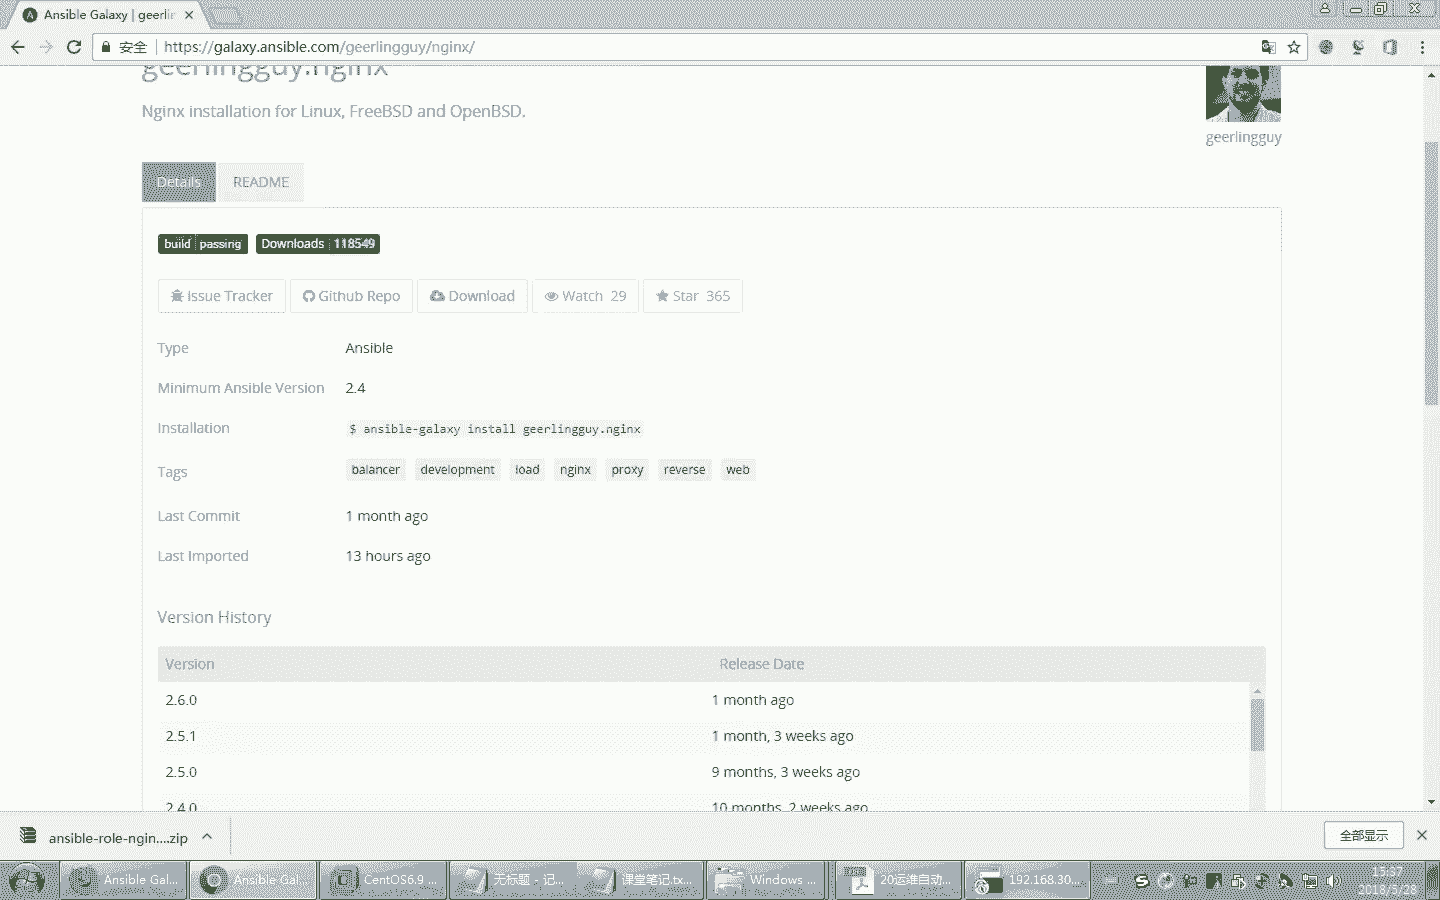 Ansible Galaxy | geerlin
安全 | https://galaxy.ansible.com/geerlingguy/nginx/
geerlingguy.nginx
Nginx installation for Linux, FreeBSD and OpenBSD.
geerlingguy
Details README
build passing Downloads 118549
Issue Tracker Github Repo Download Watch 29 Star 365
Type Ansible
Minimum Ansible Version 2.4
Installation $ ansible-galaxy install geerlingguy.nginx
Tags balancer development load nginx proxy reverse web
Last Commit 1 month ago
Last Imported 13 hours ago
Version History
Version Release Date
2.6.0 1 month ago
2.5.1 1 month, 3 weeks ago
2.5.0 9 months, 3 weeks ago
2.4.0 10 months, 2 weeks ago
ansible-role-ngin....zip 全部显示
Ansible Gal... Ansible Gal... CentOS6.9 ... 无标题 - 记... 课堂笔记.tx... Windows ... 20运维自动... 192.168.30.... 15:37
2018/5/28